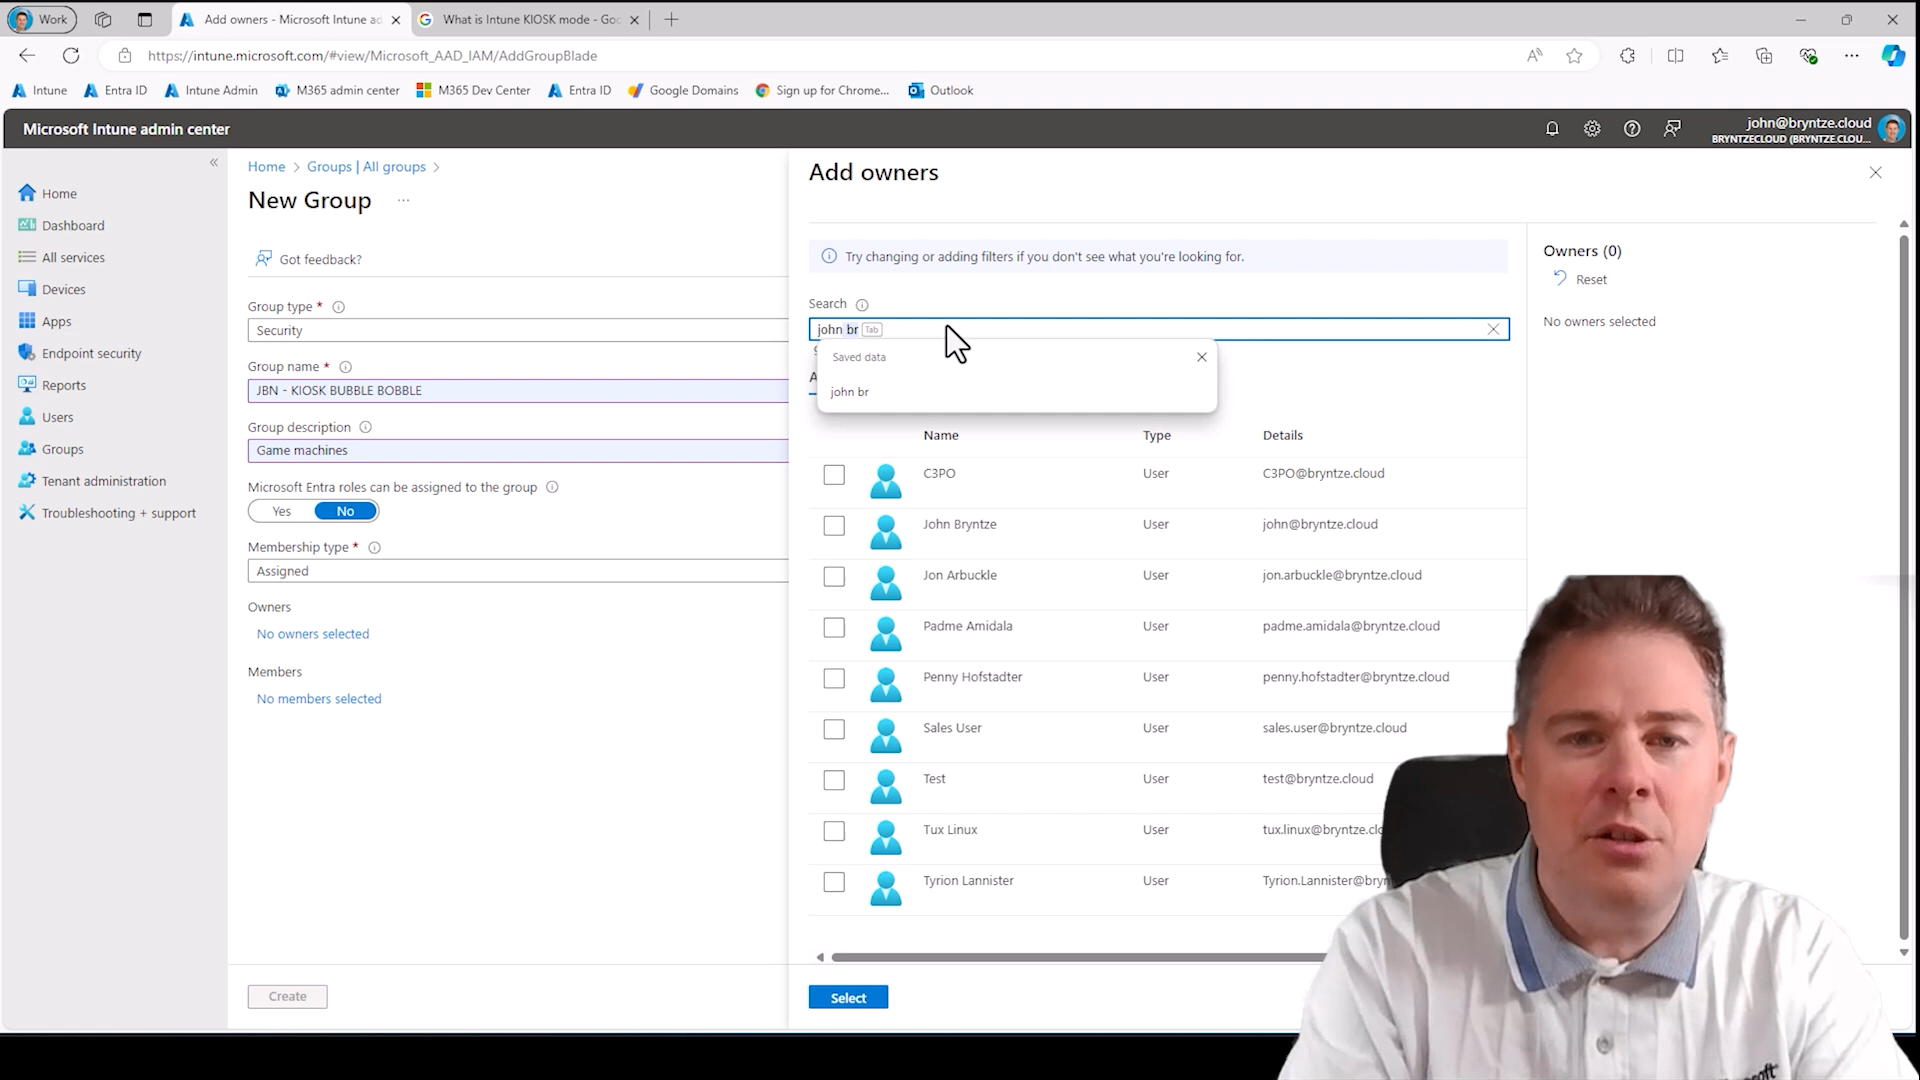 Work
Add owners - Microsoft Intune ad
What is Intune KIOSK mode - Goo
https://intune.microsoft.com/#view/Microsoft_AAD_IAM/AddGroupBlade
Intune
Entra ID
Intune Admin
M365 admin center
M365 Dev Center
Entra ID
Google Domains
Sign up for Chrome...
Outlook
Microsoft Intune admin center
john@bryntze.cloud
BRYNTZECLOUD (BRYNTZE.CLOU...
Home
Dashboard
All services
Devices
Apps
Endpoint security
Reports
Users
Groups
Tenant administration
Troubleshooting + support
Home > Groups | All groups >
New Group ...
Got feedback?
Group type *
Security
Group name *
JBN - KIOSK BUBBLE BOBBLE
Group description
Game machines
Microsoft Entra roles can be assigned to the group
Yes No
Membership type *
Assigned
Owners
No owners selected
Members
No members selected
Create
Add owners
Try changing or adding filters if you don't see what you're looking for.
Search
john br Tab
Saved data
john br
Name Type Details
C3PO User C3PO@bryntze.cloud
John Bryntze User john@bryntze.cloud
Jon Arbuckle User jon.arbuckle@bryntze.cloud
Padme Amidala User padme.amidala@bryntze.cloud
Penny Hofstadter User penny.hofstadter@bryntze.cloud
Sales User User sales.user@bryntze.cloud
Test User test@bryntze.cloud
Tux Linux User tux.linux@bryntze.clo
Tyrion Lannister User Tyrion.Lannister@bryn
Select
Owners (0)
Reset
No owners selected